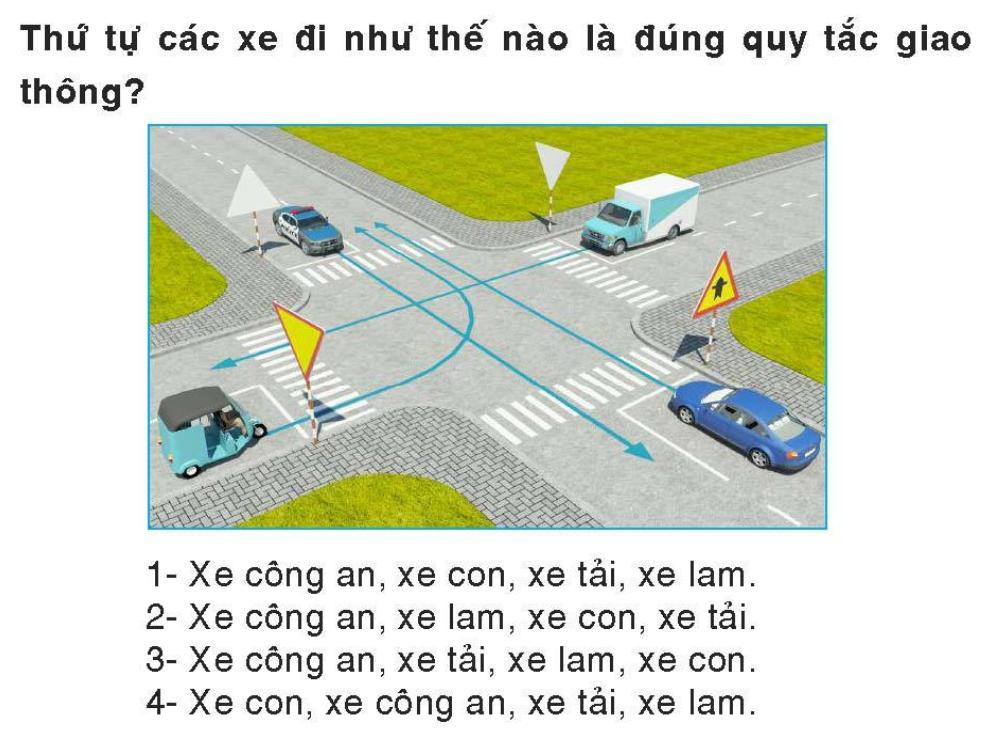 Thứ tự các xe đi như thế nào là đúng quy tắc giao
thông?
1- Xe công an, xe con, xe tải, xe lam.
2- Xe công an, xe lam, xe con, xe tải.
3- Xe công an, xe tải, xe lam, xe con.
4- Xe con, xe công an, xe tải, xe lam.